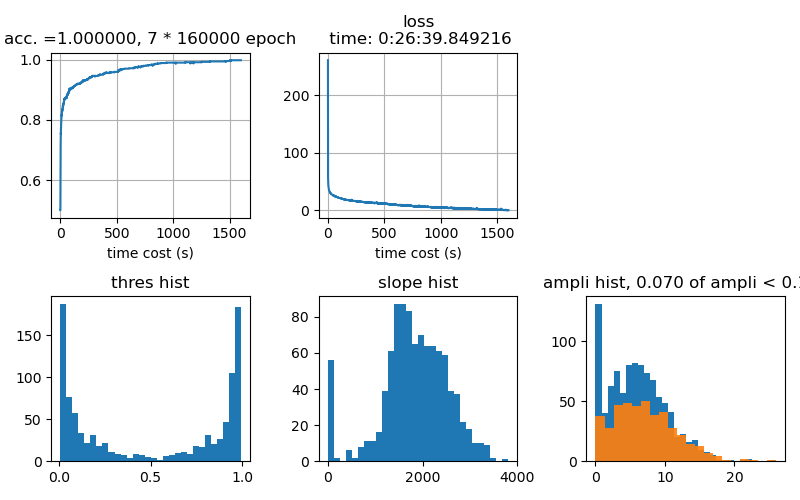 acc. =1.000000, 7 * 160000 epoch
1.0
0.8
0.6
0 500 1000 1500
time cost (s)
loss
time: 0:26:39.849216
200
100
0
0 500 1000 1500
time cost (s)
thres hist
150
100
50
0
0.0 0.5 1.0
slope hist
80
60
40
20
0
0 2000 4000
ampli hist, 0.070 of ampli < 0.
100
50
0
0 10 20